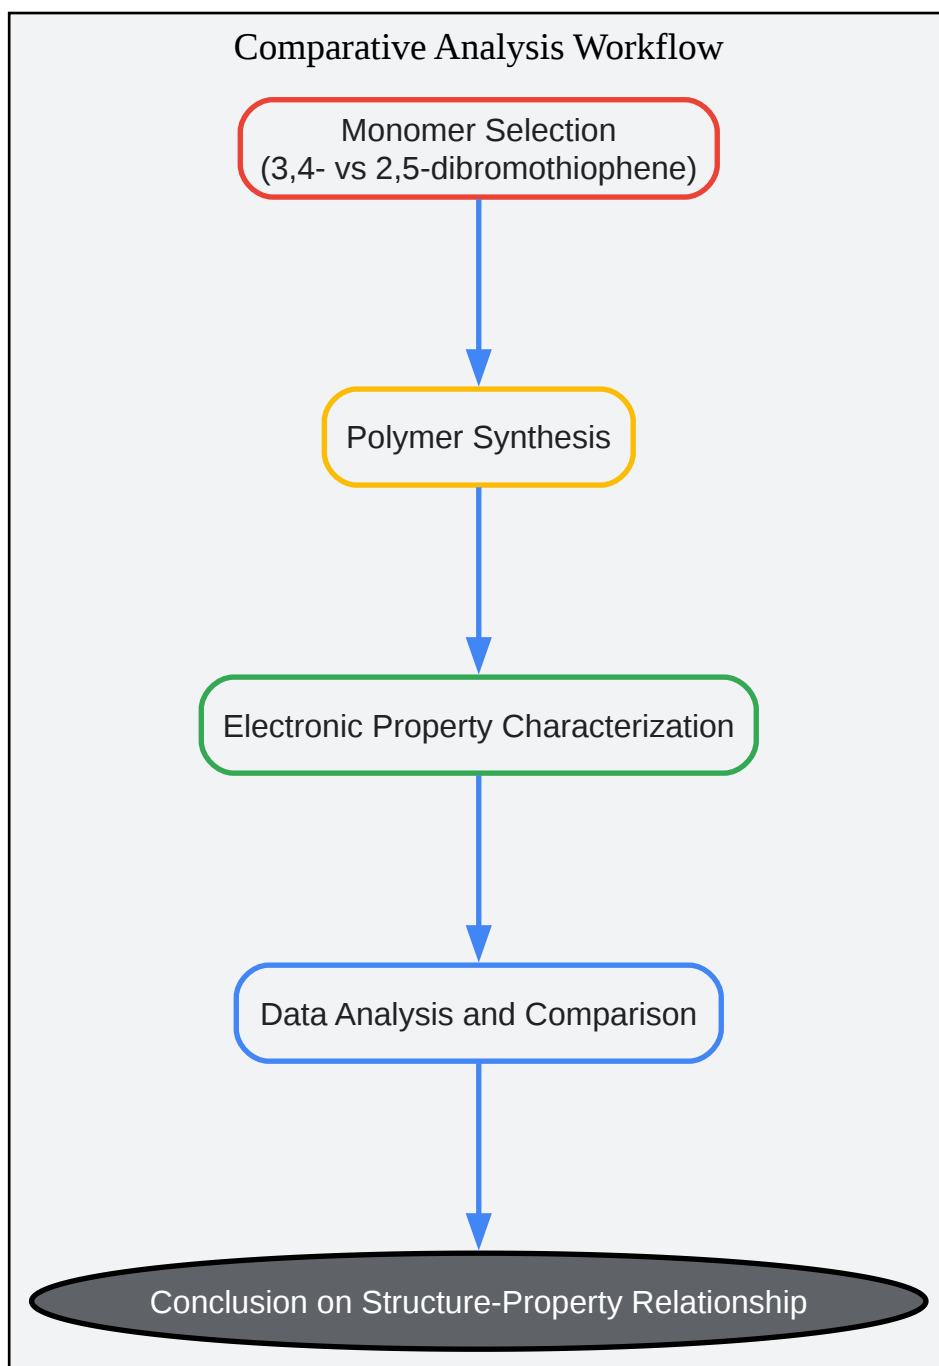 Comparative Analysis Workflow
Monomer Selection
(3,4- vs 2,5-dibromothiophene)
Polymer Synthesis
Electronic Property Characterization
Data Analysis and Comparison
Conclusion on Structure-Property Relationship